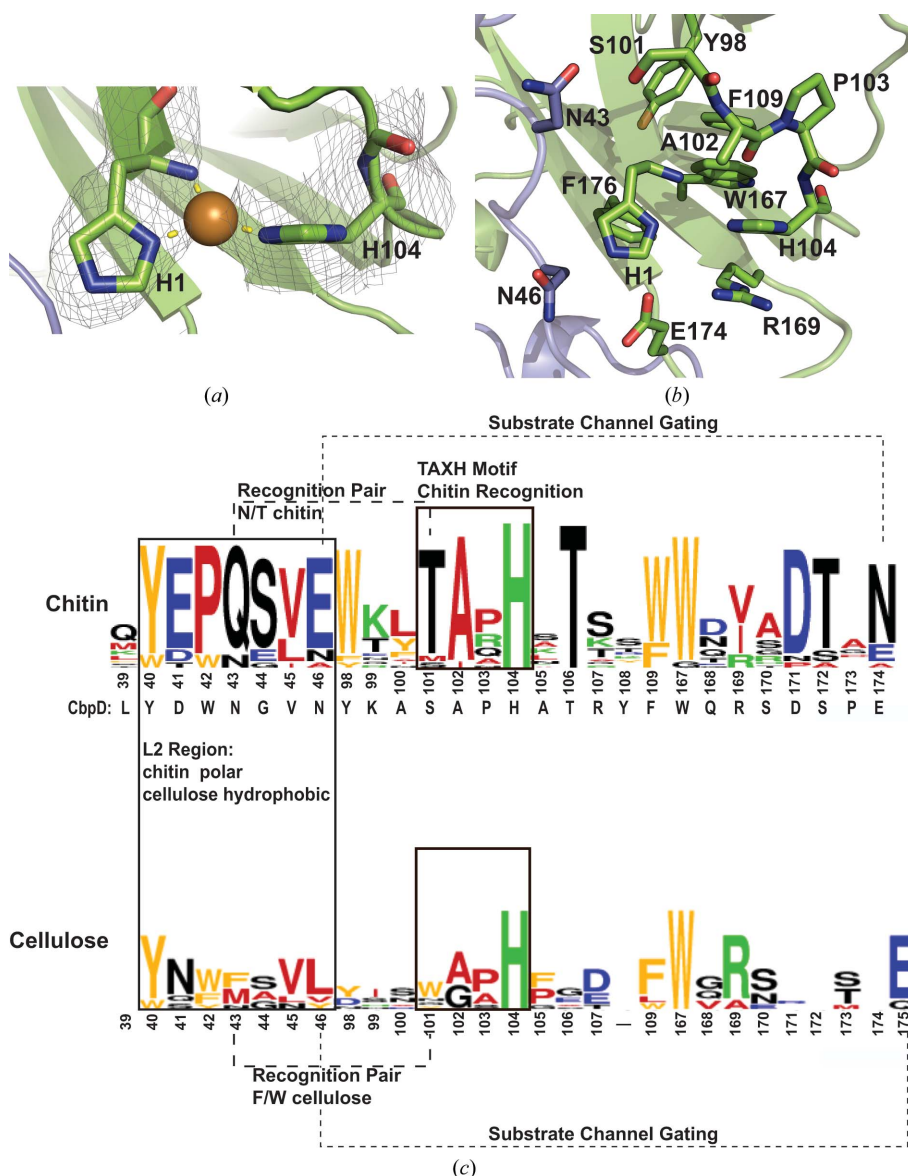 H1
H104
(a)
S101
Y98
P103
N43
F109
A102
F176
W167
H104
N46
H1
E174
R169
(b)
Substrate Channel Gating
TAXH Motif
Chitin Recognition
Recognition Pair
N/T chitin
Chitin
39 40 41 42 43 44 45 46 98 99 100 101 102 103 104 105 106 107 108 109 167 168 169 170 171 172 173 174
CbpD: L Y D W N G V N Y K A S A P H A T R Y F W Q R S D S P E
L2 Region:
chitin polar
cellulose hydrophobic
Cellulose
39 40 41 42 43 44 45 46 98 99 100 101 102 103 104 105 106 107 | 109 167 168 169 170 171 172 173 174 175
Recognition Pair
F/W cellulose
Substrate Channel Gating
(c)